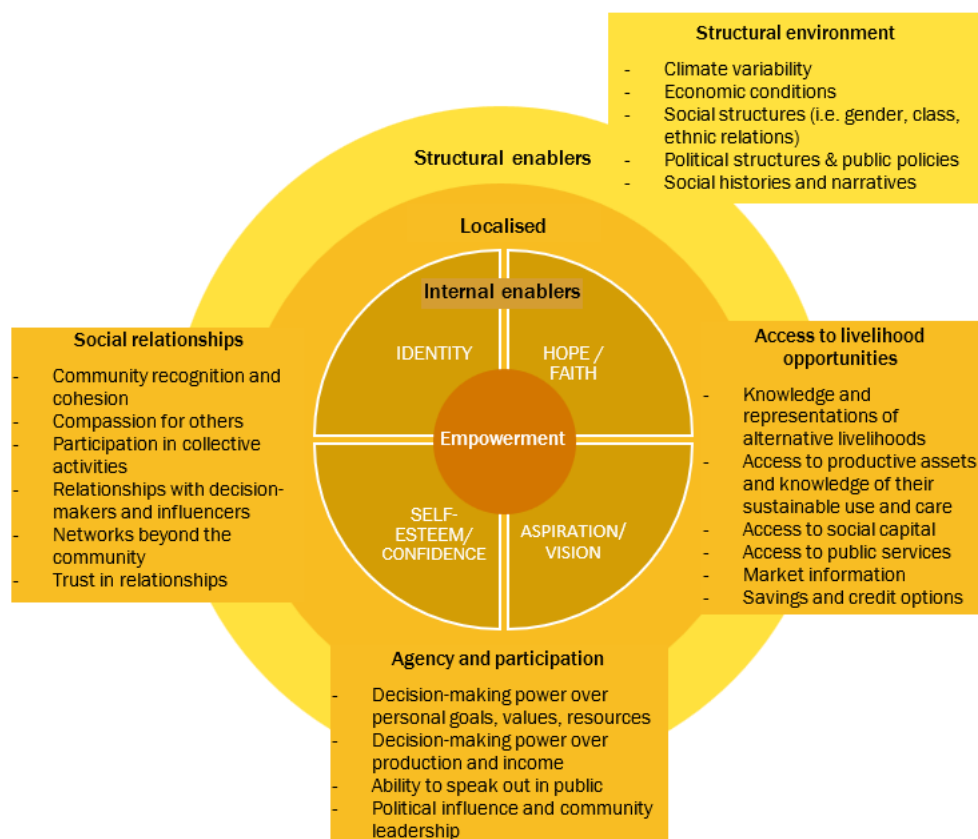 Structural environment
- Climate variability
- Economic conditions
- Social structures (i.e. gender, class,
ethnic relations)
- Political structures & public policies
- Social histories and narratives
Structural enablers
Localised
Internal enablers
IDENTITY
HOPE /
FAITH
Empowerment
SELF-
ESTEEM/
CONFIDENCE
ASPIRATION/
VISION
Social relationships
- Community recognition and
cohesion
- Compassion for others
- Participation in collective
activities
- Relationships with decision-
makers and influencers
- Networks beyond the
community
- Trust in relationships
Access to livelihood
opportunities
- Knowledge and
representations of
alternative livelihoods
- Access to productive assets
and knowledge of their
sustainable use and care
- Access to social capital
- Access to public services
- Market information
- Savings and credit options
Agency and participation
- Decision-making power over
personal goals, values, resources
- Decision-making power over
production and income
- Ability to speak out in public
- Political influence and community
leadership